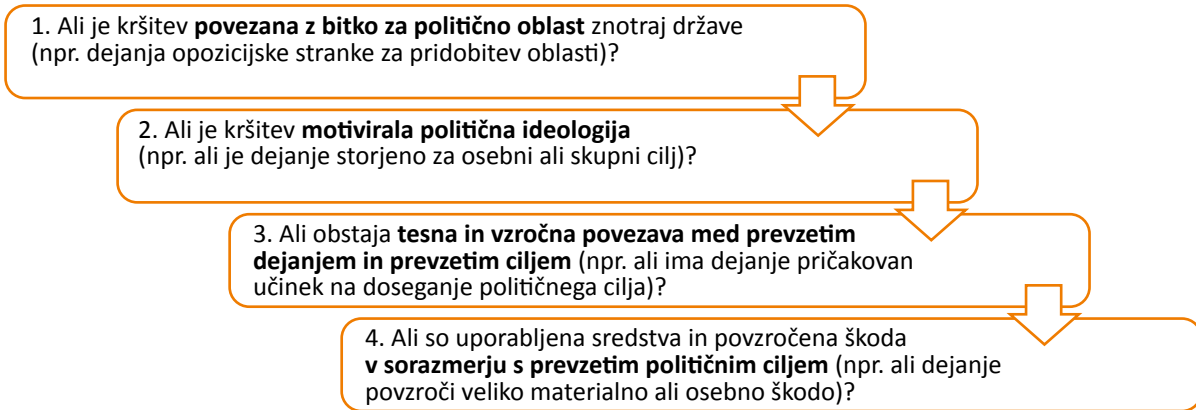 1. Ali je kršitev povezana z bitko za politično oblast znotraj države
(npr. dejanja opozicijske stranke za pridobitev oblasti)?
2. Ali je kršitev motivirala politična ideologija
(npr. ali je dejanje storjeno za osebni ali skupni cilj)?
3. Ali obstaja tesna in vzročna povezava med prevzetim
dejanjem in prevzetim ciljem (npr. ali ima dejanje pričakovan
učinek na doseganje političnega cilja)?
4. Ali so uporabljena sredstva in povzročena škoda
v sorazmerju s prevzetim političnim ciljem (npr. ali dejanje
povzroči veliko materialno ali osebno škodo)?